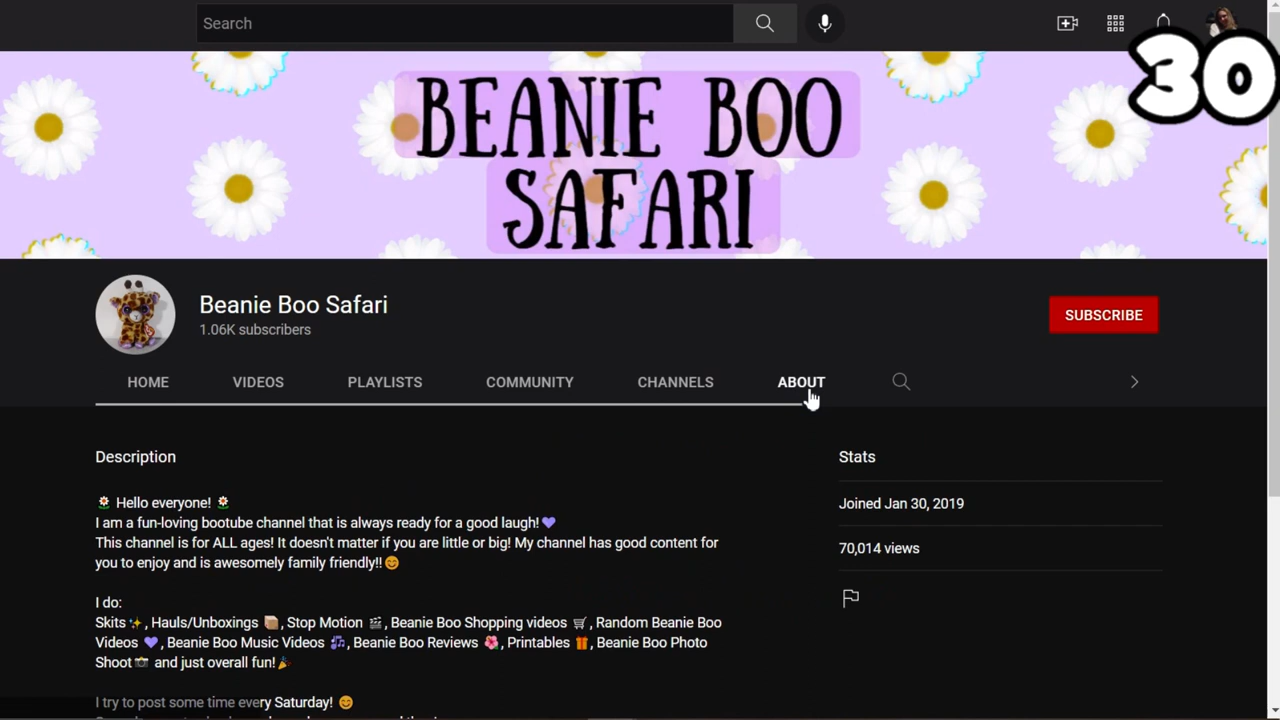 Search
30
BEANIE BOO
SAFARI
Beanie Boo Safari
1.06K subscribers
SUBSCRIBE
HOME VIDEOS PLAYLISTS COMMUNITY CHANNELS ABOUT
Description
🌼 Hello everyone! 🌼
I am a fun-loving bootube channel that is always ready for a good laugh!💜
This channel is for ALL ages! It doesn't matter if you are little or big! My channel has good content for
you to enjoy and is awesomely family friendly!!😊
I do:
Skits✨, Hauls/Unboxings 📦, Stop Motion 🎬, Beanie Boo Shopping videos 🛒, Random Beanie Boo
Videos 💜, Beanie Boo Music Videos 🎶, Beanie Boo Reviews 🌺, Printables 🎁, Beanie Boo Photo
Shoot📸 and just overall fun!🎉
I try to post some time every Saturday! 😊
Stats
Joined Jan 30, 2019
70,014 views